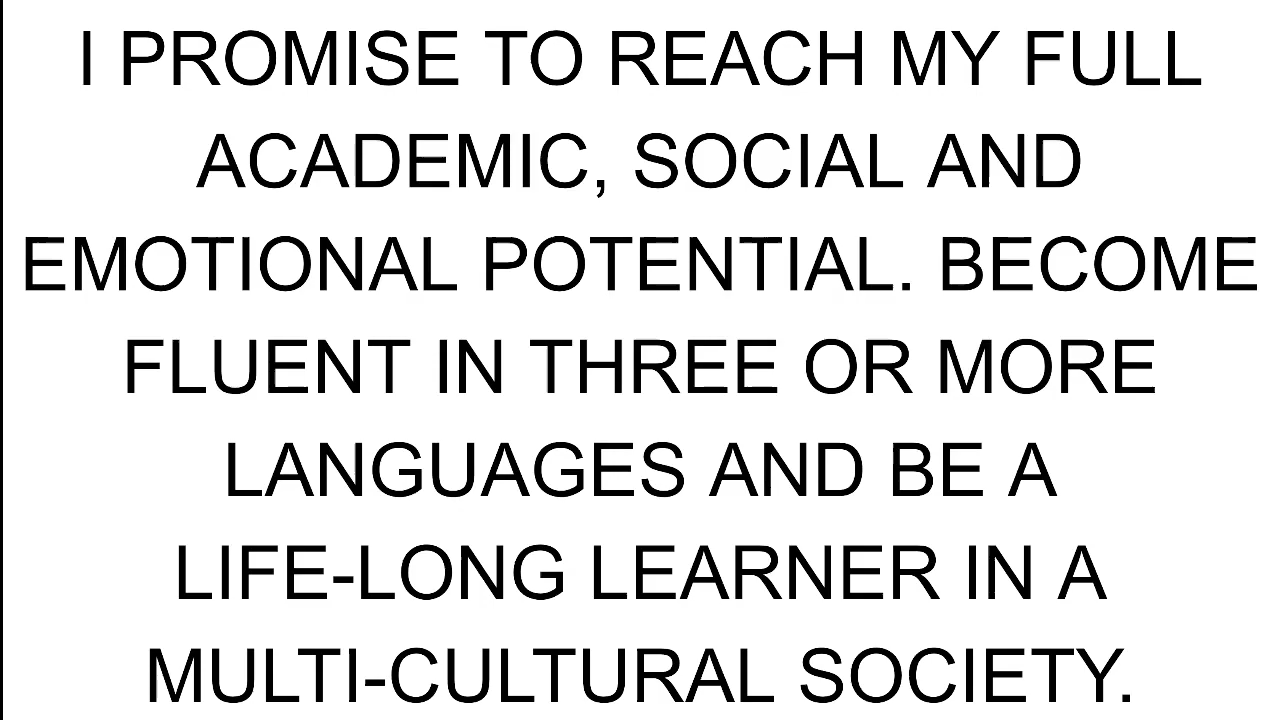 I PROMISE TO REACH MY FULL
ACADEMIC, SOCIAL AND
EMOTIONAL POTENTIAL. BECOME
FLUENT IN THREE OR MORE
LANGUAGES AND BE A
LIFE-LONG LEARNER IN A
MULTI-CULTURAL SOCIETY.